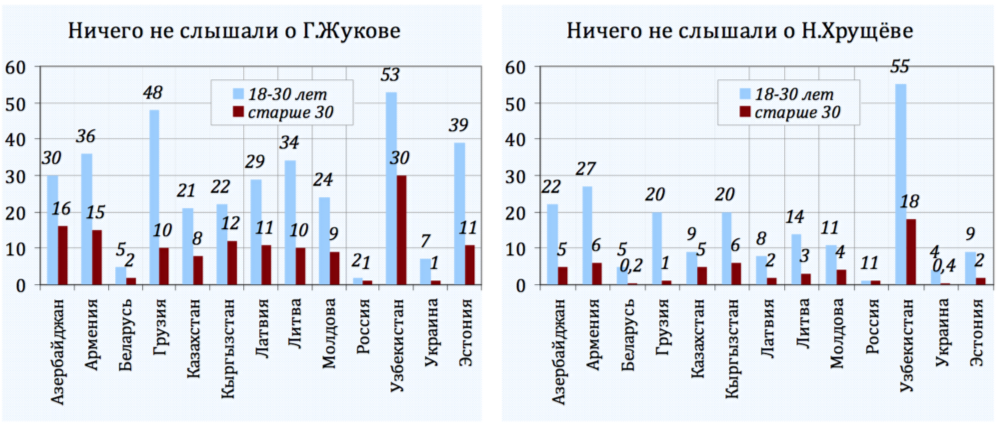 Ничего не слышали о Г.Жукове
60
50
40
30
20
10
0
18-30 лет
старше 30
30 16
36 15
5 2
48 10
21 8
22 12
29 11
34 10
24 9
2 1
53 30
7 1
39 11
Азербайджан
Армения
Беларусь
Грузия
Казахстан
Кыргызстан
Латвия
Литва
Молдова
Россия
Узбекистан
Украина
Эстония
Ничего не слышали о Н.Хрущёве
60
50
40
30
20
10
0
18-30 лет
старше 30
22 5
27 6
5 0,2
20 1
9 5
20 6
8 2
14 3
11 4
1 1
55 18
4 0,4
9 2
Азербайджан
Армения
Беларусь
Грузия
Казахстан
Кыргызстан
Латвия
Литва
Молдова
Россия
Узбекистан
Украина
Эстония